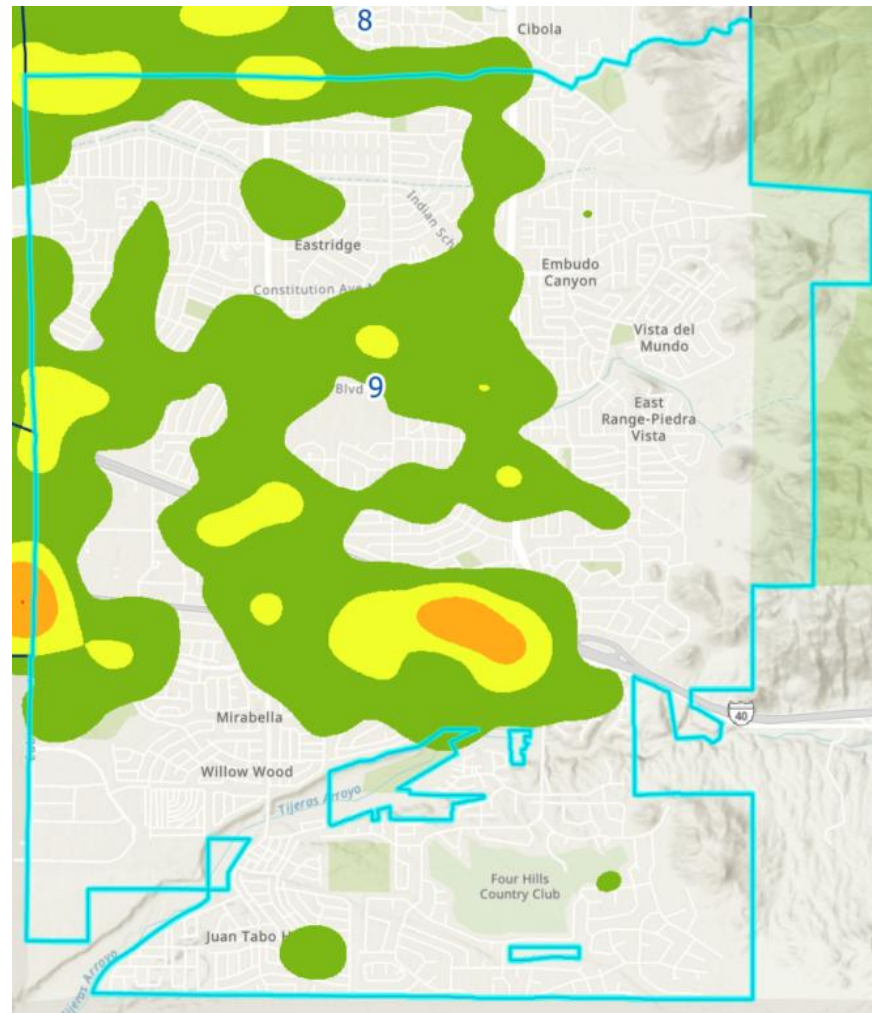 8
Cibola
Indian Sch
Eastridge
Embudo
Canyon
Constitution Ave
Vista del
Mundo
Blvd
9
East
Range-Piedra
Vista
Mirabella
40
Willow Wood
Tijeras Arroyo
Four Hills
Country Club
Juan Tabo H
Tijeras Arroyo